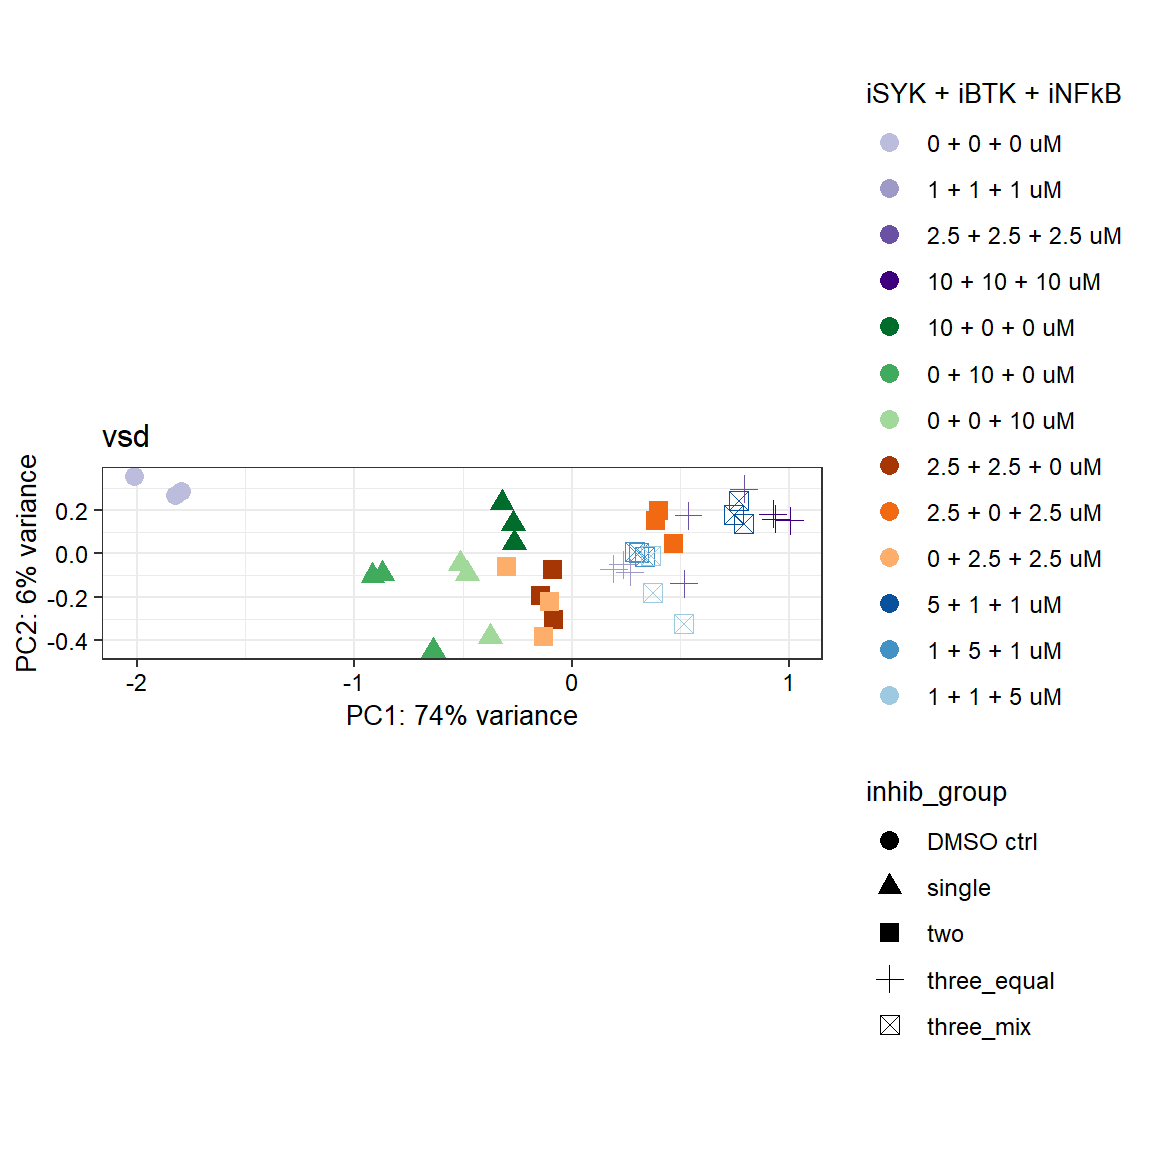 vsd
PC2: 6% variance
0.2
0.0
-0.2
-0.4
-2
-1
0
1
PC1: 74% variance
iSYK + iBTK + iNFkB
0 + 0 + 0 uM
1 + 1 + 1 uM
2.5 + 2.5 + 2.5 uM
10 + 10 + 10 uM
10 + 0 + 0 uM
0 + 10 + 0 uM
0 + 0 + 10 uM
2.5 + 2.5 + 0 uM
2.5 + 0 + 2.5 uM
0 + 2.5 + 2.5 uM
5 + 1 + 1 uM
1 + 5 + 1 uM
1 + 1 + 5 uM
inhib_group
DMSO ctrl
single
two
three_equal
three_mix